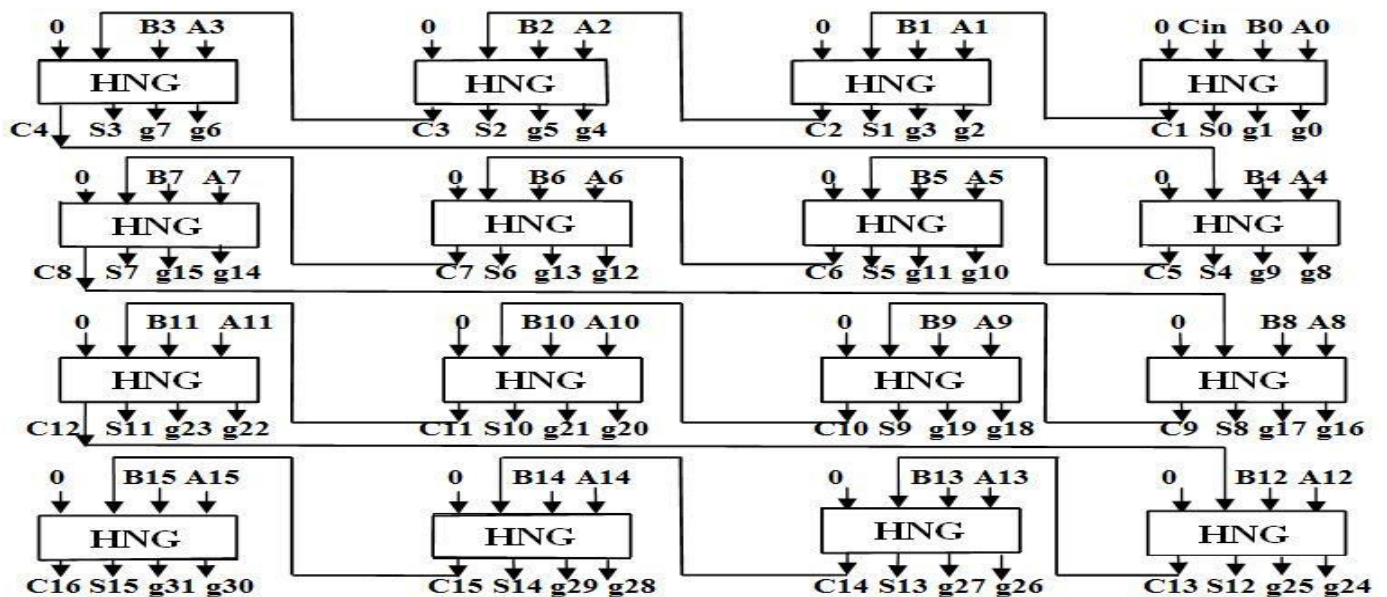 0 B3 A3 0 B2 A2 0 B1 A1 0 Cin B0 A0
HNG HNG HNG HNG
C4 S3 g7 g6 C3 S2 g5 g4 C2 S1 g3 g2 C1 S0 g1 g0
0 B7 A7 0 B6 A6 0 B5 A5 0 B4 A4
HNG HNG HNG HNG
C8 S7 g15 g14 C7 S6 g13 g12 C6 S5 g11 g10 C5 S4 g9 g8
0 B11 A11 0 B10 A10 0 B9 A9 0 B8 A8
HNG HNG HNG HNG
C12 S11 g23 g22 C11 S10 g21 g20 C10 S9 g19 g18 C9 S8 g17 g16
0 B15 A15 0 B14 A14 0 B13 A13 0 B12 A12
HNG HNG HNG HNG
C16 S15 g31 g30 C15 S14 g29 g28 C14 S13 g27 g26 C13 S12 g25 g24